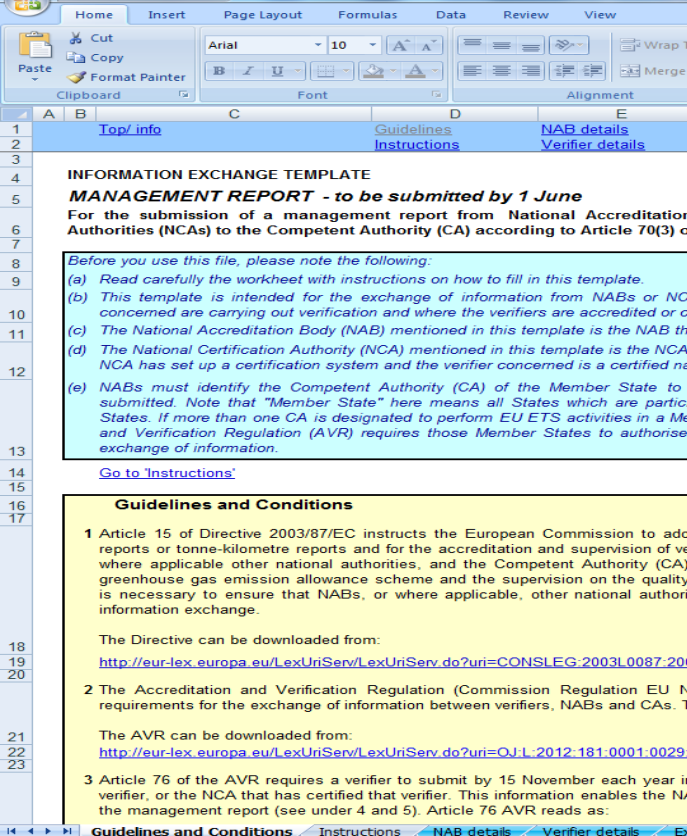 Home Insert Page Layout Formulas Data Review View
Cut
Copy
Format Painter
Paste
Arial 10
B I U A A A
Wrap
Merge
Clipboard Font Alignment
A B C D E
1 Top/ info Guidelines NAB details
2 Instructions Verifier details
3
4 INFORMATION EXCHANGE TEMPLATE
5 MANAGEMENT REPORT - to be submitted by 1 June
For the submission of a management report from National Accreditation
6 Authorities (NCAs) to the Competent Authority (CA) according to Article 70(3)
7
8 Before you use this file, please note the following:
9 (a) Read carefully the workheet with instructions on how to fill in this template.
(b) This template is intended for the exchange of information from NABs or
10 concerned are carrying out verification and where the verifiers are accredited or
11 (c) The National Accreditation Body (NAB) mentioned in this template is the NAB
(d) The National Certification Authority (NCA) mentioned in this template is the NCA
12 NCA has set up a certification system and the verifier concerned is a certified
(e) NABs must identify the Competent Authority (CA) of the Member State to
submitted. Note that "Member State" here means all States which are
States. If more than one CA is designated to perform EU ETS activities in a
and Verification Regulation (AVR) requires those Member States to authorise
13 exchange of information.
14 Go to 'Instructions'
15
16 Guidelines and Conditions
17
1 Article 15 of Directive 2003/87/EC instructs the European Commission to
reports or tonne-kilometre reports and for the accreditation and supervision of
where applicable other national authorities, and the Competent Authority (CA)
greenhouse gas emission allowance scheme and the supervision on the quality
is necessary to ensure that NABs, or where applicable, other national
information exchange.
18 The Directive can be downloaded from:
19 http://eur-lex.europa.eu/LexUriServ/LexUriServ.do?uri=CONSLEG:2003L0087:200
20
2 The Accreditation and Verification Regulation (Commission Regulation EU
requirements for the exchange of information between verifiers, NABs and CAs.
21 The AVR can be downloaded from:
22 http://eur-lex.europa.eu/LexUriServ/LexUriServ.do?uri=OJ:L:2012:181:0001:0029:
23
3 Article 76 of the AVR requires a verifier to submit by 15 November each year
verifier, or the NCA that has certified that verifier. This information enables the
the management report (see under 4 and 5). Article 76 AVR reads as:
Guidelines and Conditions Instructions NAB details Verifier details E